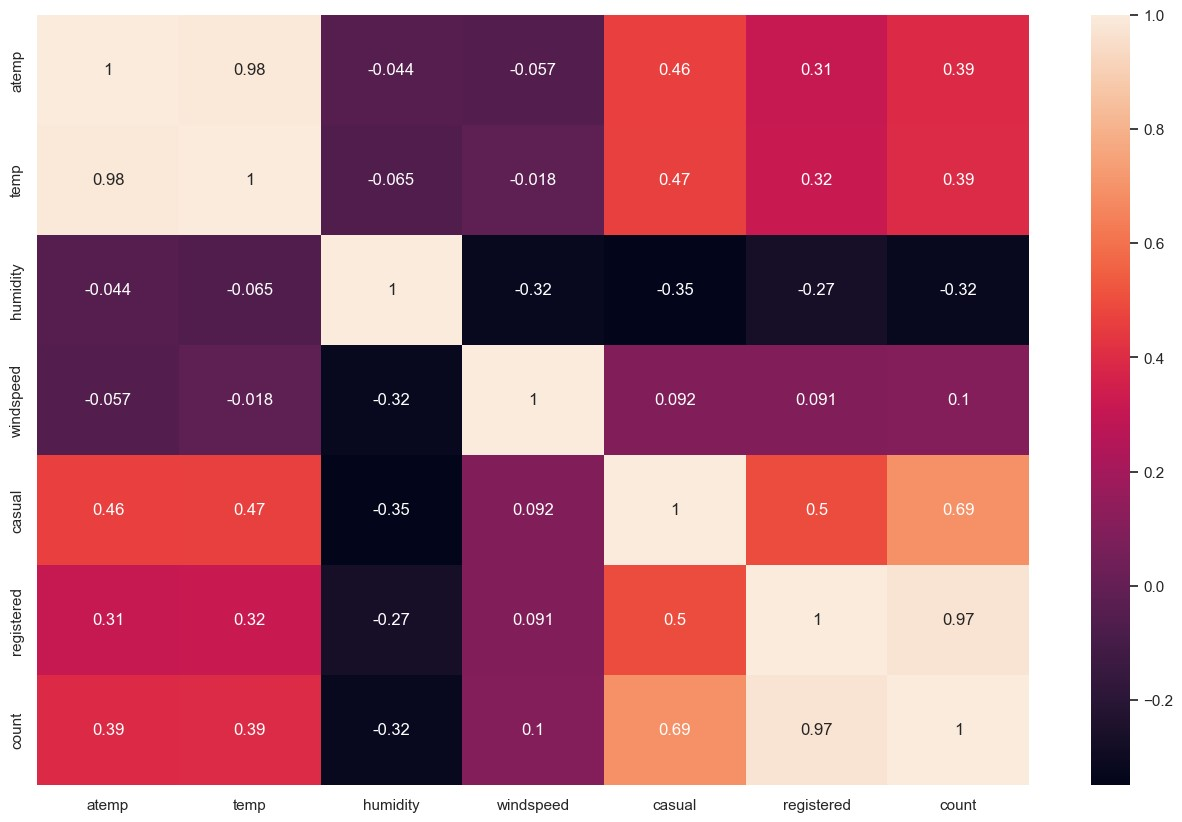 atemp 1 0.98 -0.044 -0.057 0.46 0.31 0.39
temp 0.98 1 -0.065 -0.018 0.47 0.32 0.39
humidity -0.044 -0.065 1 -0.32 -0.35 -0.27 -0.32
windspeed -0.057 -0.018 -0.32 1 0.092 0.091 0.1
casual 0.46 0.47 -0.35 0.092 1 0.5 0.69
registered 0.31 0.32 -0.27 0.091 0.5 1 0.97
count 0.39 0.39 -0.32 0.1 0.69 0.97 1
atemp temp humidity windspeed casual registered count
1.0
0.8
0.6
0.4
0.2
0.0
−0.2